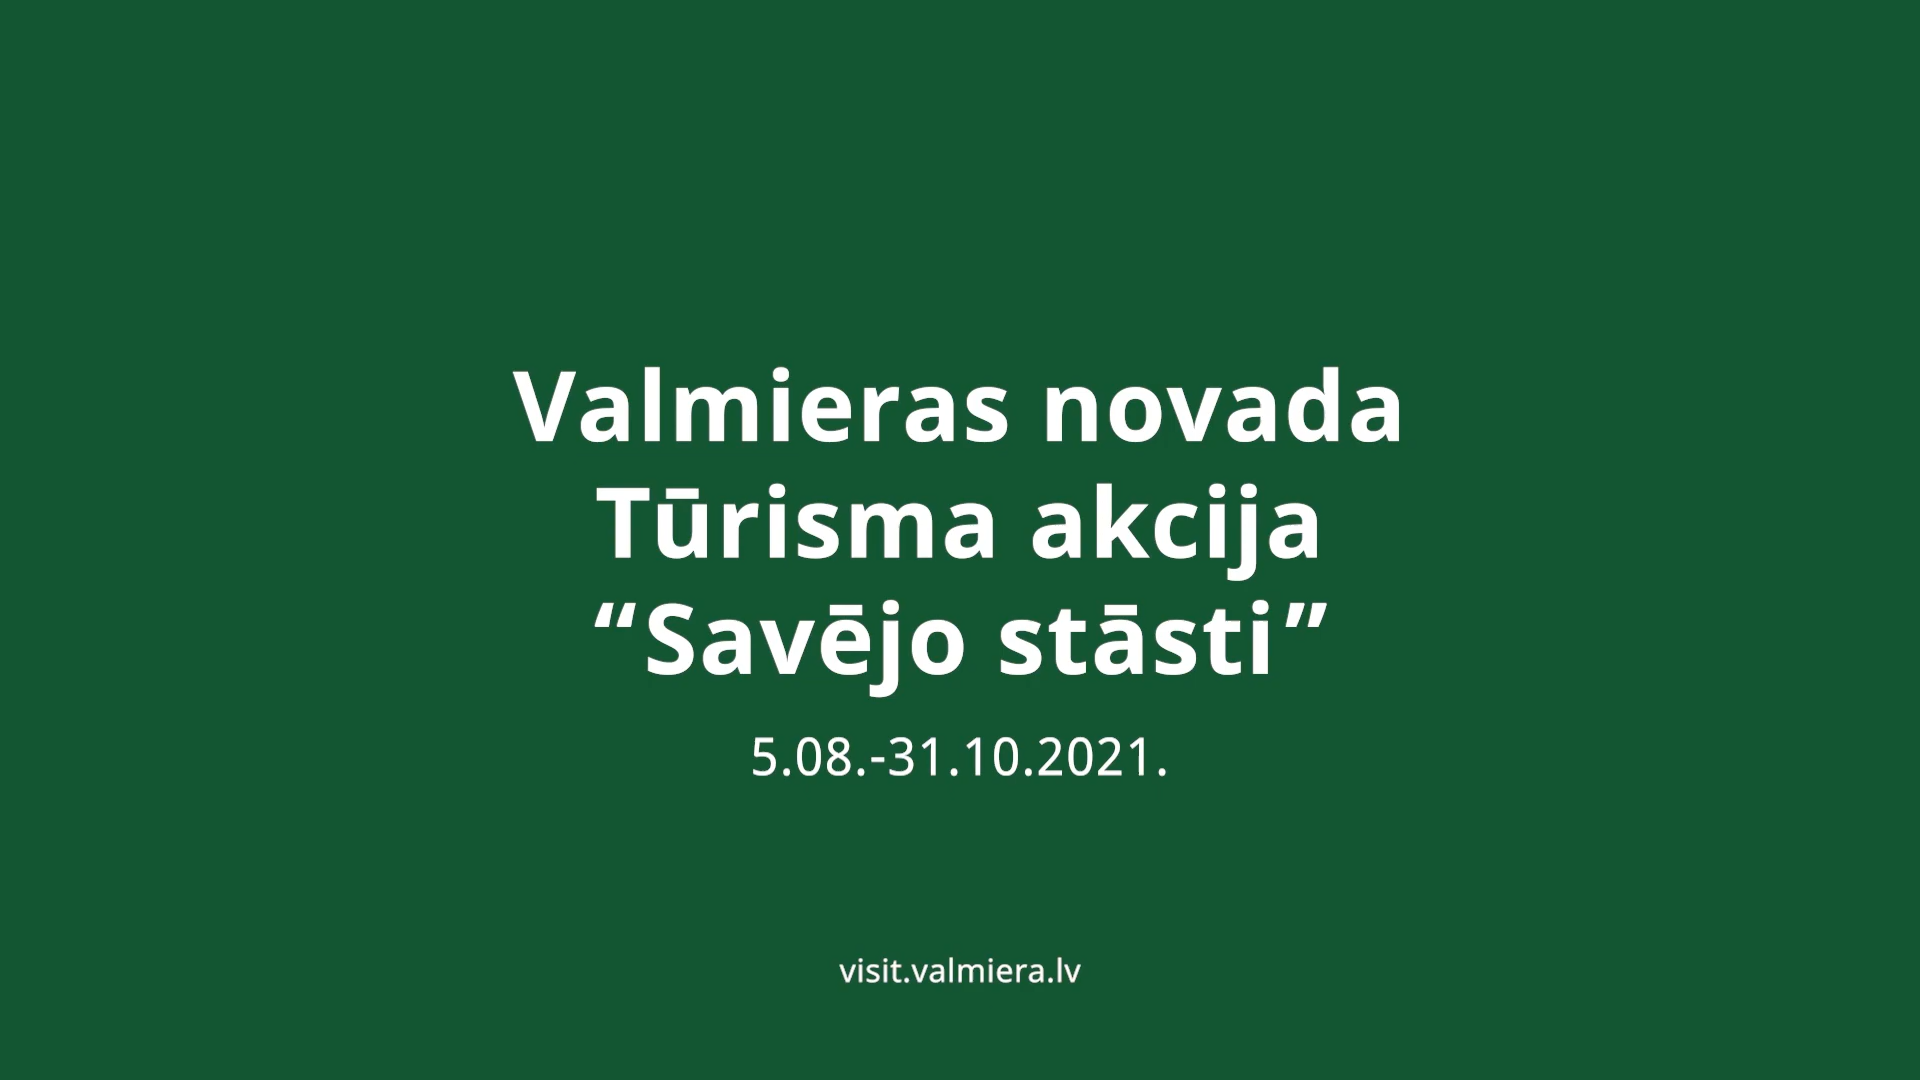 Valmieras novada
Tūrisma akcija
“Savējo stāsti”
5.08.-31.10.2021.
visit.valmiera.lv